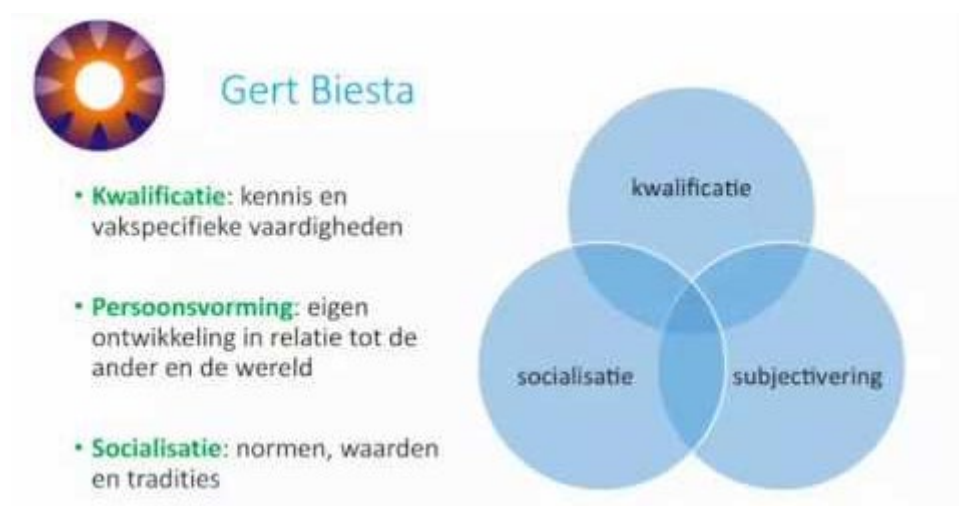 Gert Biesta
• Kwalificatie: kennis en
vakspecifieke vaardigheden
• Persoonsvorming: eigen
ontwikkeling in relatie tot de
ander en de wereld
• Socialisatie: normen, waarden
en tradities
kwalificatie
socialisatie
subjectivering